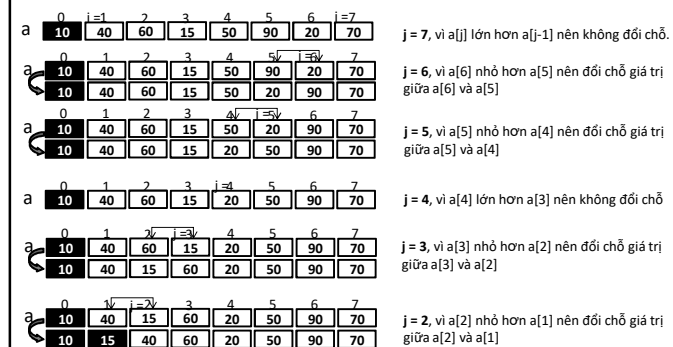 0 i =1 2 3 4 5 6 j =7
a 10 40 60 15 50 90 20 70
j = 7, vì a[j] lớn hơn a[j-1] nên không đổi chỗ.
0 1 2 3 4 5 j =6 7
a 10 40 60 15 50 90 20 70
10 40 60 15 50 20 90 70
j = 6, vì a[6] nhỏ hơn a[5] nên đổi chỗ giá trị
giữa a[6] và a[5]
0 1 2 3 4 j =5 6 7
a 10 40 60 15 50 20 90 70
10 40 60 15 20 50 90 70
j = 5, vì a[5] nhỏ hơn a[4] nên đổi chỗ giá trị
giữa a[5] và a[4]
0 1 2 3 j =4 5 6 7
a 10 40 60 15 20 50 90 70
j = 4, vì a[4] lớn hơn a[3] nên không đổi chỗ
0 1 2 j =3 4 5 6 7
a 10 40 60 15 20 50 90 70
10 40 15 60 20 50 90 70
j = 3, vì a[3] nhỏ hơn a[2] nên đổi chỗ giá trị
giữa a[3] và a[2]
0 1 j =2 3 4 5 6 7
a 10 40 15 60 20 50 90 70
10 15 40 60 20 50 90 70
j = 2, vì a[2] nhỏ hơn a[1] nên đổi chỗ giá trị
giữa a[2] và a[1]